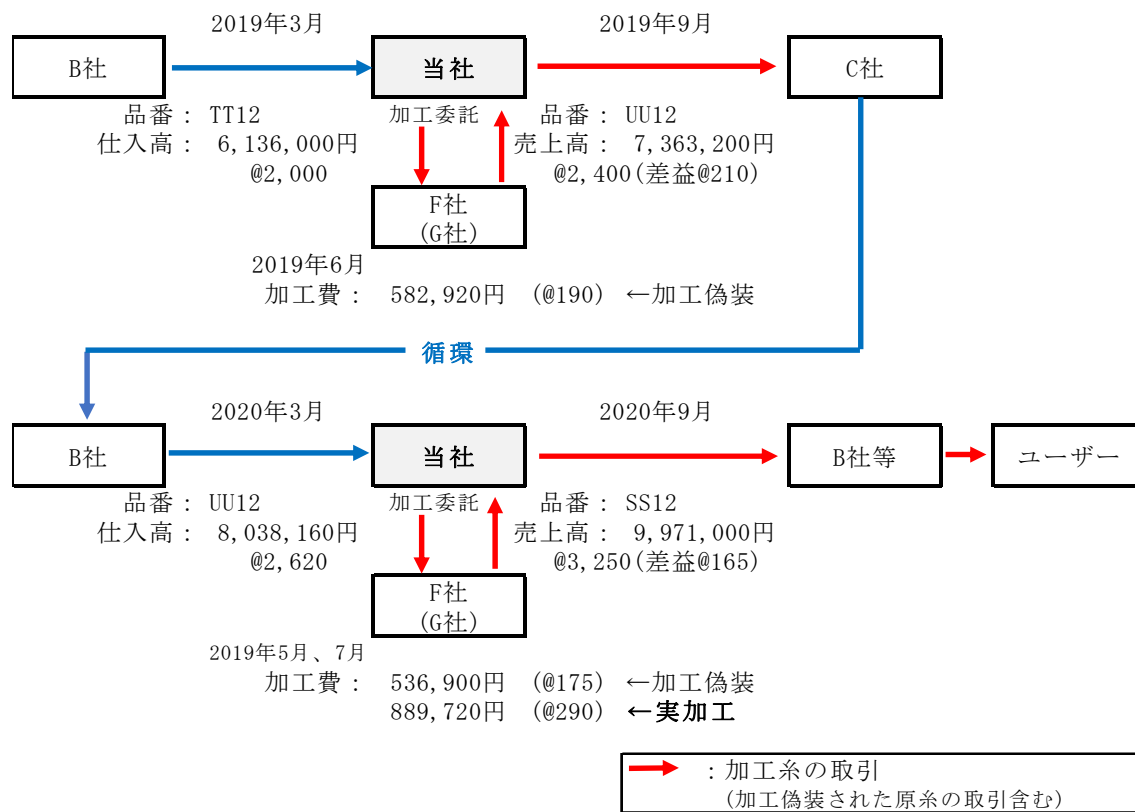 2019年3月
2019年9月
B社
当社
C社
品番： TT12
加工委託
品番： UU12
仕入高： 6,136,000円
売上高： 7,363,200円
@2,000
@2,400(差益@210)
F社
(G社)
2019年6月
加工費： 582,920円 (@190) ←加工偽装
循環
2020年3月
2020年9月
B社
当社
B社等
ユーザー
品番： UU12
加工委託
品番： SS12
仕入高： 8,038,160円
売上高： 9,971,000円
@2,620
@3,250(差益@165)
F社
(G社)
2019年5月、7月
加工費： 536,900円 (@175) ←加工偽装
889,720円 (@290) ←実加工
：加工糸の取引
(加工偽装された原糸の取引含む)